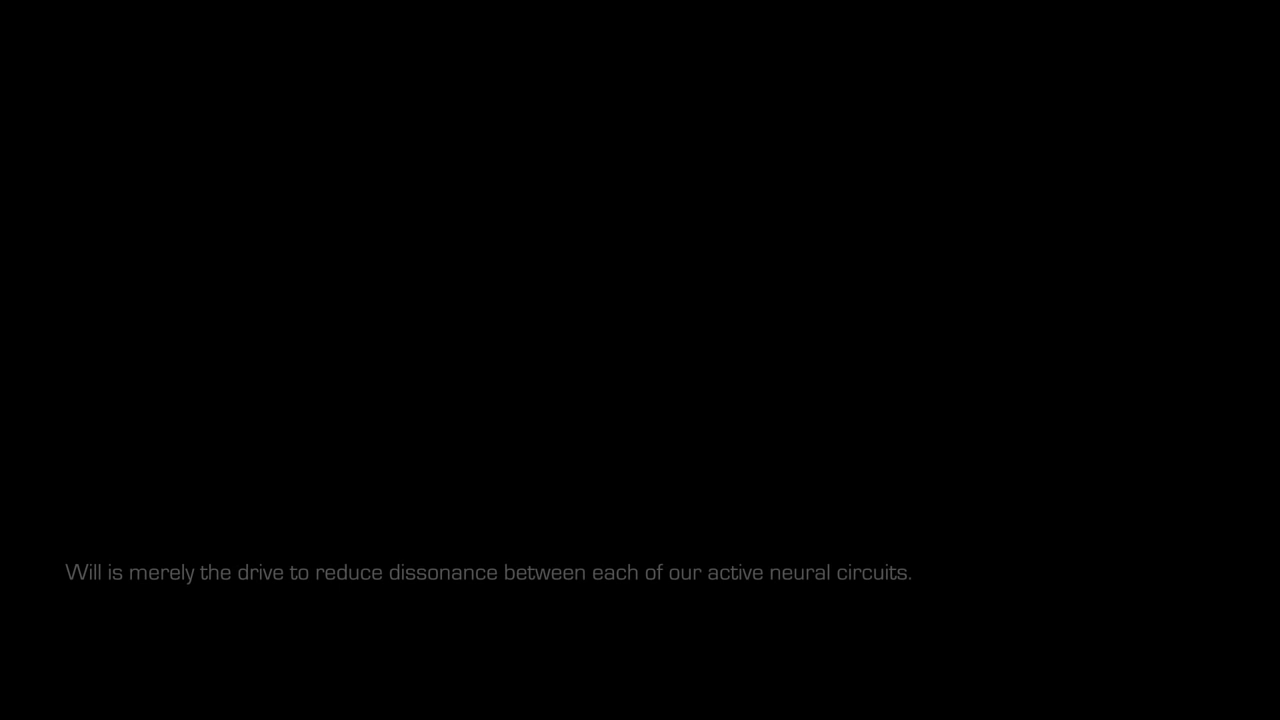 Will is merely the drive to reduce dissonance between each of our active neural circuits.